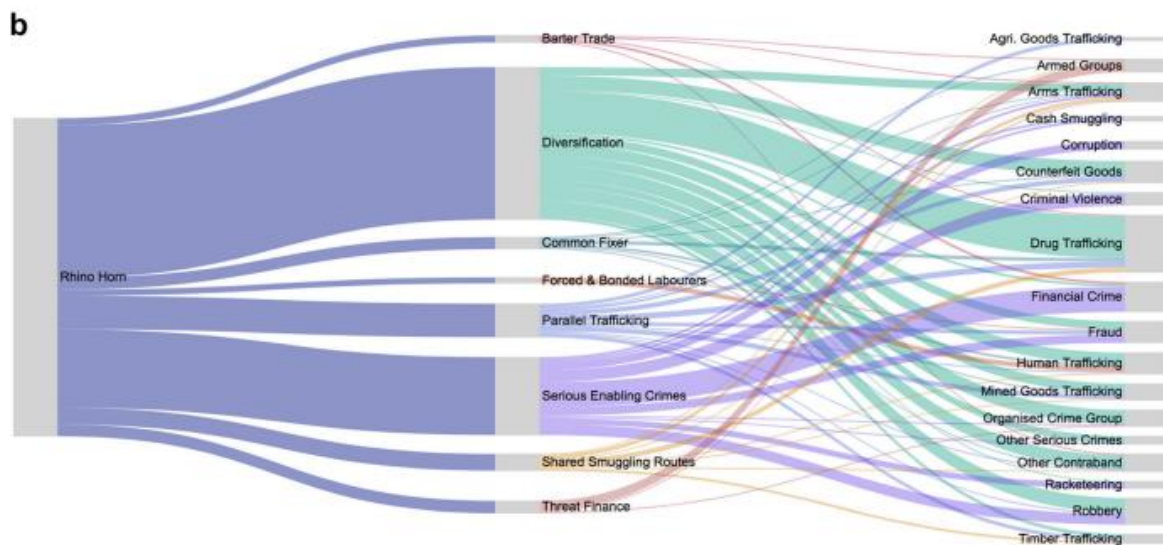 b
Rhino Horn
Barter Trade
Diversification
Common Fixer
Forced & Bonded Labourers
Parallel Trafficking
Serious Enabling Crimes
Shared Smuggling Routes
Threat Finance
Agri. Goods Trafficking
Armed Groups
Arms Trafficking
Cash Smuggling
Corruption
Counterfeit Goods
Criminal Violence
Drug Trafficking
Financial Crime
Fraud
Human Trafficking
Mined Goods Trafficking
Organised Crime Group
Other Serious Crimes
Other Contraband
Racketeering
Robbery
Timber Trafficking